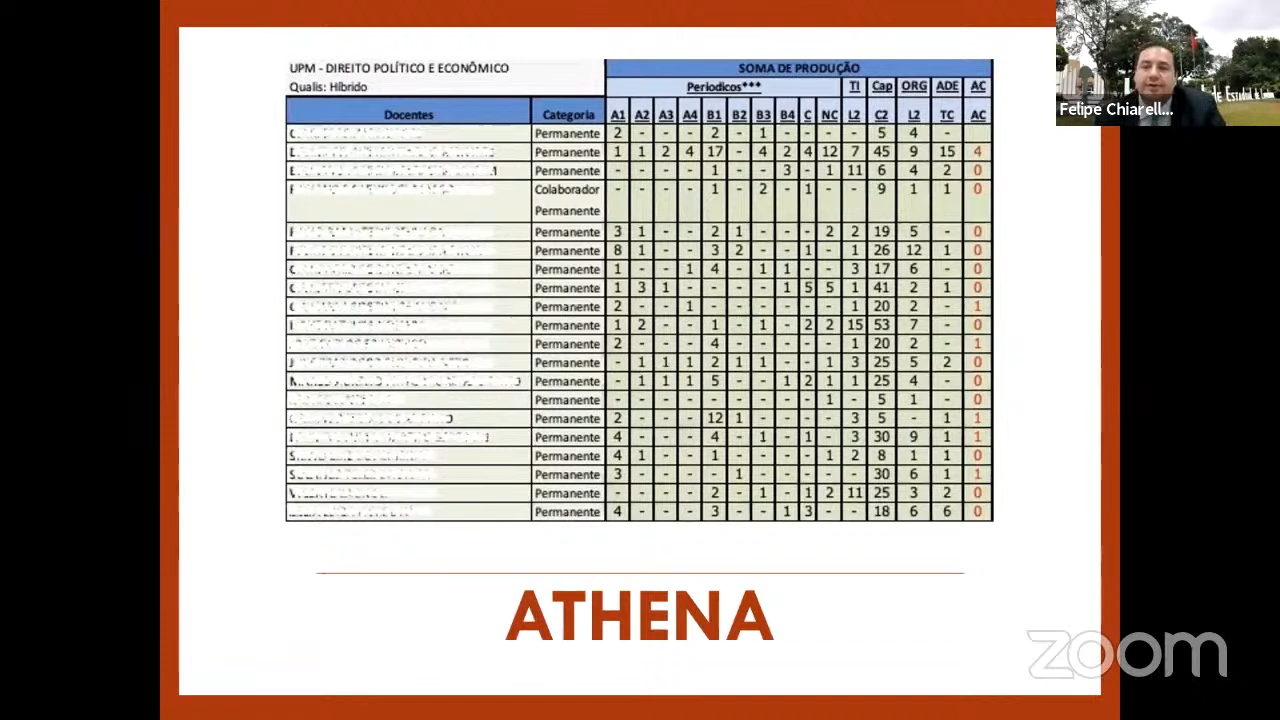 UPM - DIREITO POLÍTICO E ECONÔMICO
SOMA DE PRODUÇÃO
Qualis: Híbrido
Periodicos*** TI Cap ORG ADE AC
Docentes Categoria A1 A2 A3 A4 B1 B2 B3 B4 C NC L2 C2 L2 TC AC
Permanente 2 - - - 2 - 1 - - - - 5 4
Permanente 1 1 2 4 17 - 4 2 4 12 7 45 9 15 4
Permanente - - - - 1 - - 3 - 1 11 6 4 2 0
Colaborador - - - - 1 - 2 - 1 - - 9 1 1 0
Permanente
Permanente 3 1 - - 2 1 - - - 2 2 19 5 - 0
Permanente 8 1 - - 3 2 - - 1 - 1 26 12 1 0
Permanente 1 - - 1 4 - 1 1 - - 3 17 6 - 0
Permanente 1 3 1 - - - - 1 5 5 1 41 2 1 0
Permanente 2 - - 1 - - - - - - 1 20 2 - 1
Permanente 1 2 - - 1 - 1 - 2 2 15 53 7 - 0
Permanente 2 - - - 4 - - - - - 1 20 2 - 1
Permanente - 1 1 1 2 1 1 - - 1 3 25 5 2 0
Permanente - 1 1 1 5 - - 1 2 1 1 25 4 - 0
Permanente - - - - - - - - - 1 - 5 1 - 0
Permanente 2 - - - 12 1 - - - - 3 5 - 1 1
Permanente 4 - - - 4 - 1 - 1 - 3 30 9 1 1
Permanente 4 1 - - 1 - - - - 1 2 8 1 1 0
Permanente 3 - - - - 1 - - - - - 30 6 1 1
Permanente - - - - 2 - 1 - 1 2 11 25 3 2 0
Permanente 4 - - - 3 - - 1 3 - - 18 6 6 0
ATHENA
Felipe Chiarell...
zoom